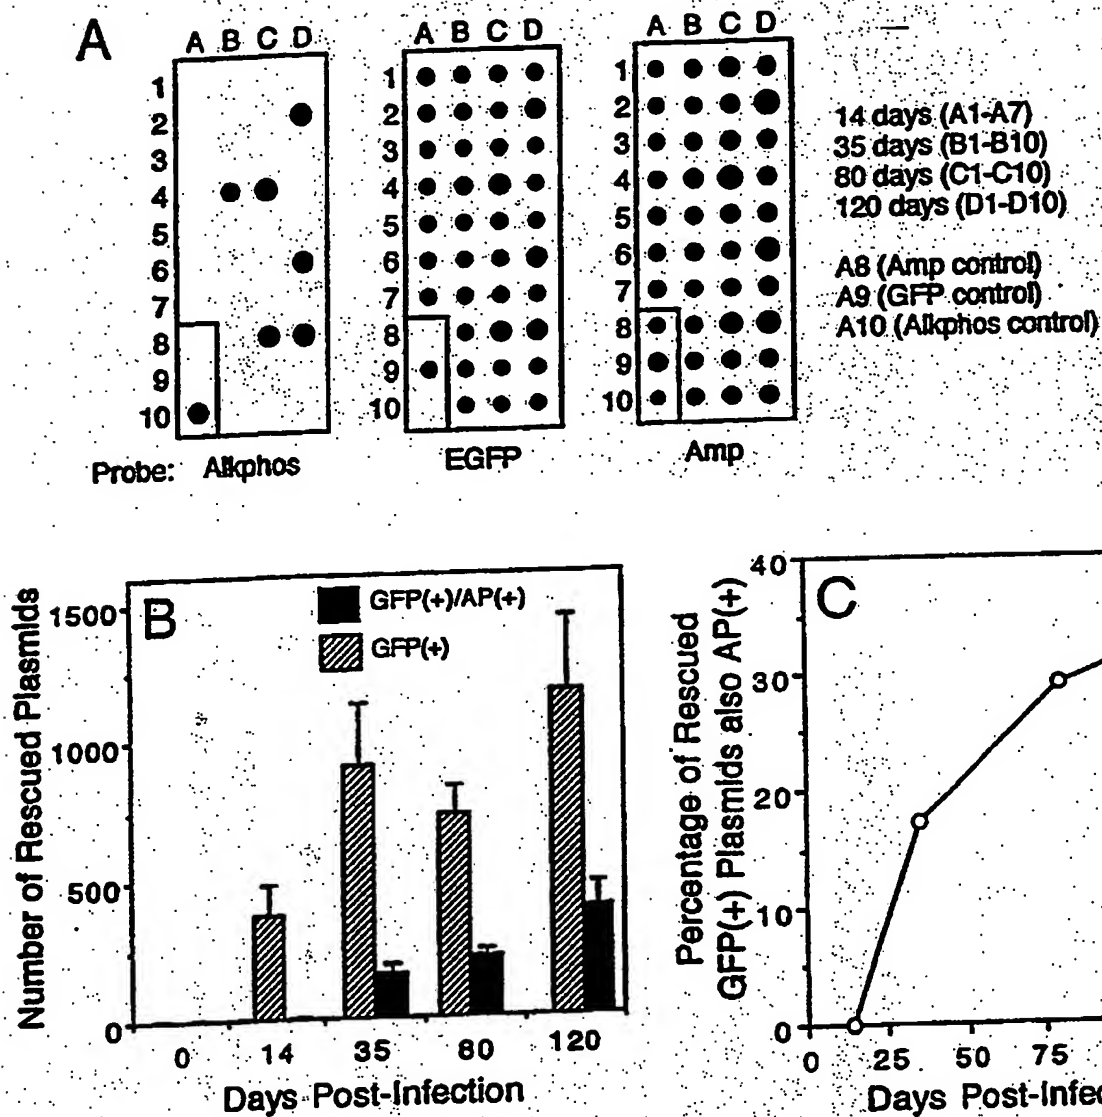 A
A B C D
A B C D
A B C D
1
2
3
4
5
6
7
8
9
10
1
2
3
4
5
6
7
8
9
10
1
2
3
4
5
6
7
8
9
10
14 days (A1-A7)
35 days (B1-B10)
80 days (C1-C10)
120 days (D1-D10)
A8 (Amp control)
A9 (GFP control)
A10 (Alkphos control)
Probe: Alkphos
EGFP
Amp
B
GFP(+)/AP(+)
GFP(+)
Number of Rescued Plasmids
1500
1000
500
0
0 14 35 80 120
Days Post-Infection
C
Percentage of Rescued
GFP(+) Plasmids also AP(+)
40
30
20
10
0
0 25 50 75
Days Post-Infec